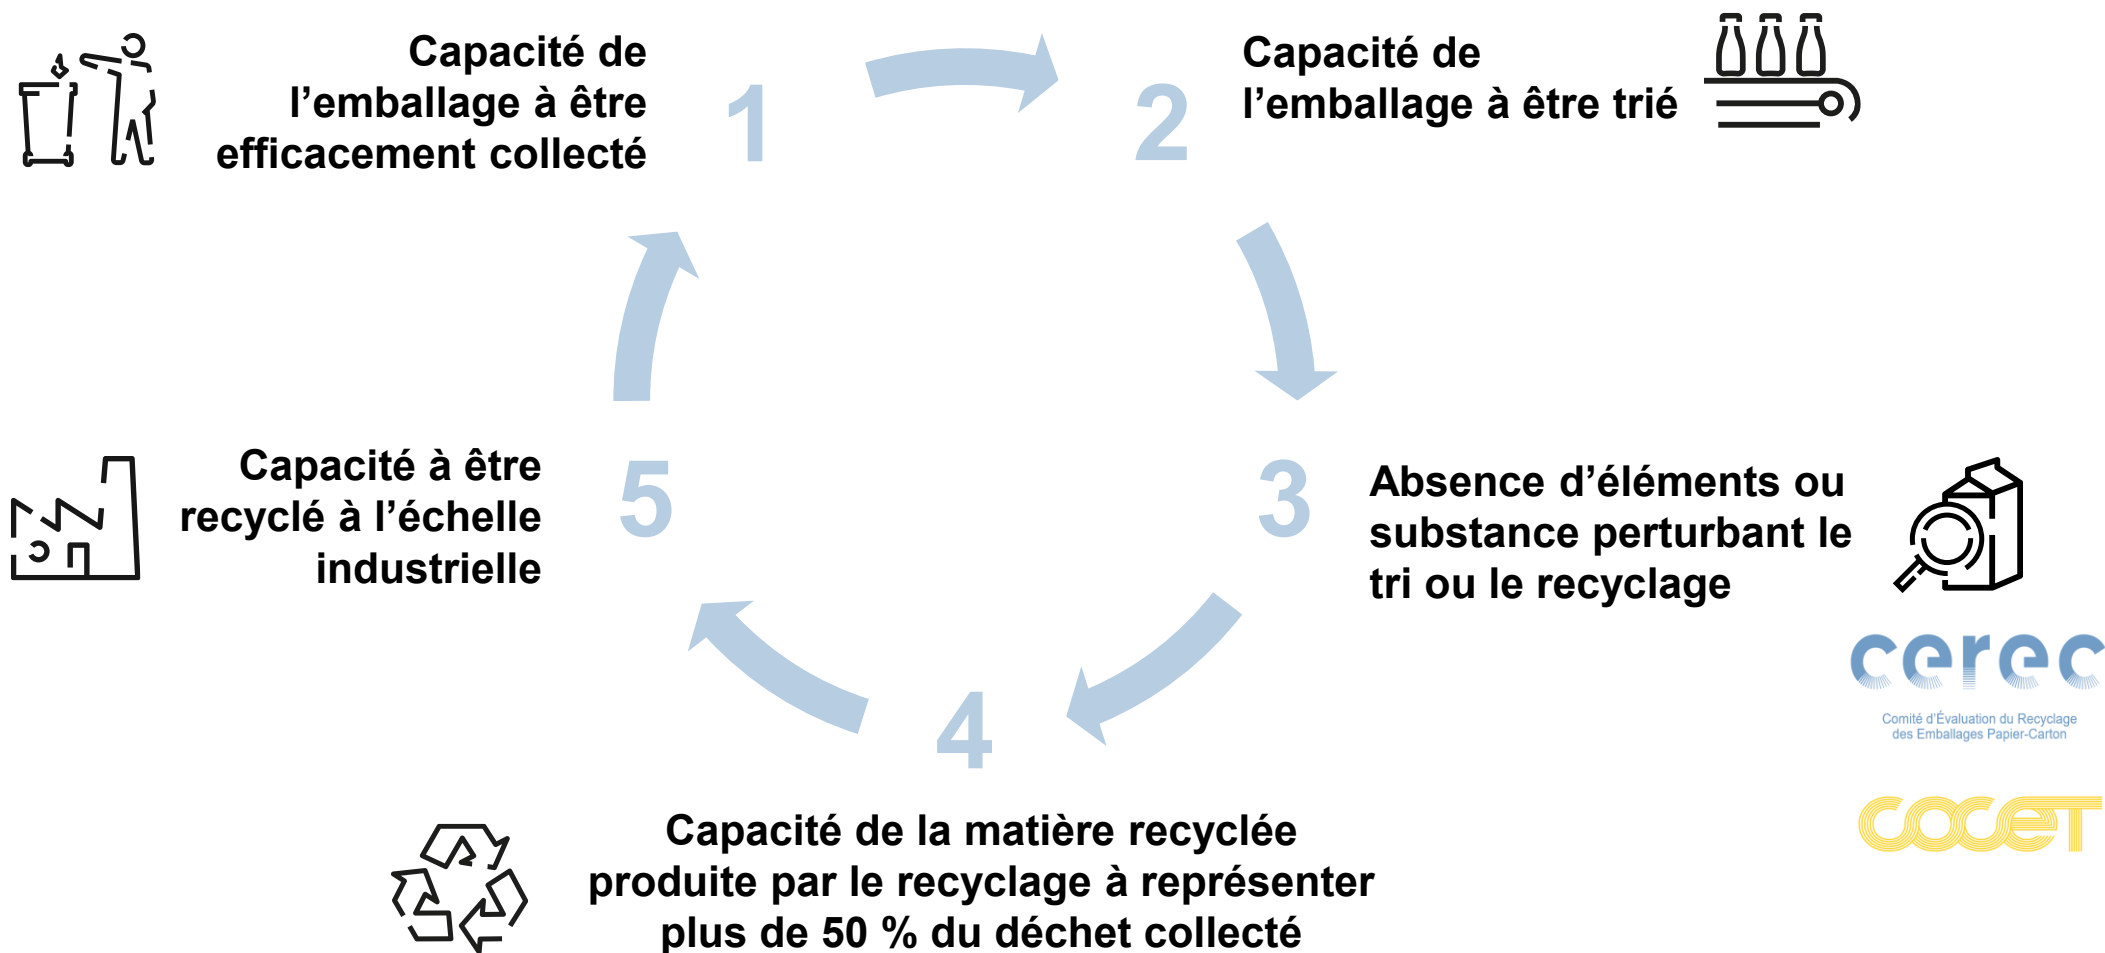 1
Capacité de
l’emballage à être
efficacement collecté
2
Capacité de
l’emballage à être trié
3
Absence d’éléments ou
substance perturbant le
tri ou le recyclage
cerec
Comité d’Évaluation du Recyclage
des Emballages Papier-Carton
COCET
4
Capacité de la matière recyclée
produite par le recyclage à représenter
plus de 50 % du déchet collecté
5
Capacité à être
recyclé à l’échelle
industrielle